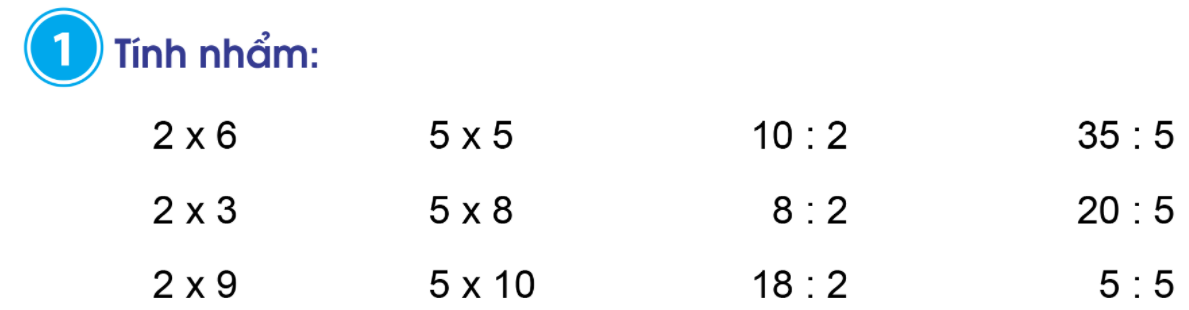 1 Tính nhẩm:
2 x 6 5 x 5 10 : 2 35 : 5
2 x 3 5 x 8 8 : 2 20 : 5
2 x 9 5 x 10 18 : 2 5 : 5